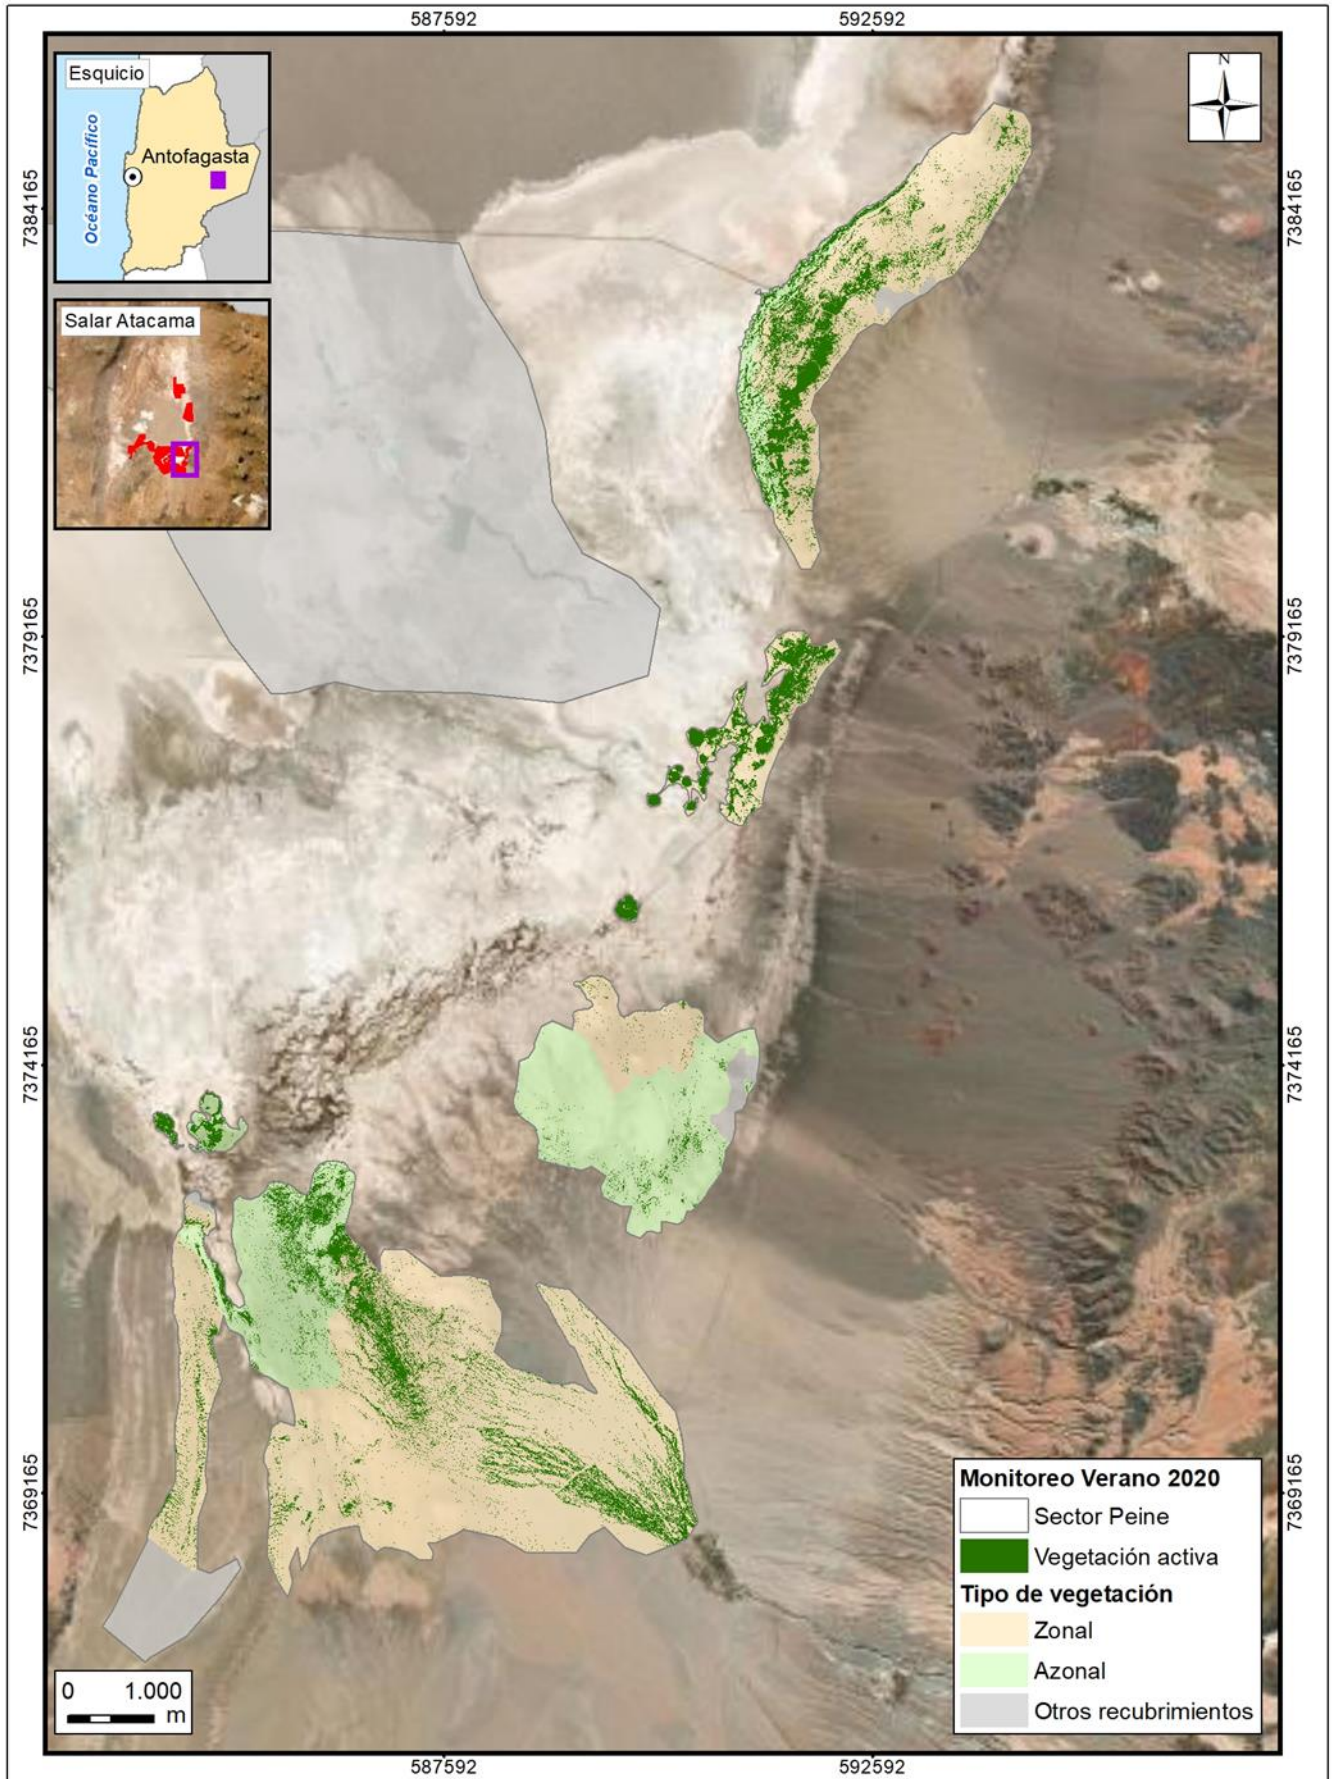 587592
592592
Esquicio
Océano Pacífico
Antofagasta
N
7384165
7384165
Salar Atacama
7379165
7379165
7374165
7374165
7369165
7369165
Monitoreo Verano 2020
Sector Peine
Vegetación activa
Tipo de vegetación
Zonal
Azonal
Otros recubrimientos
0 1.000
m
587592
592592